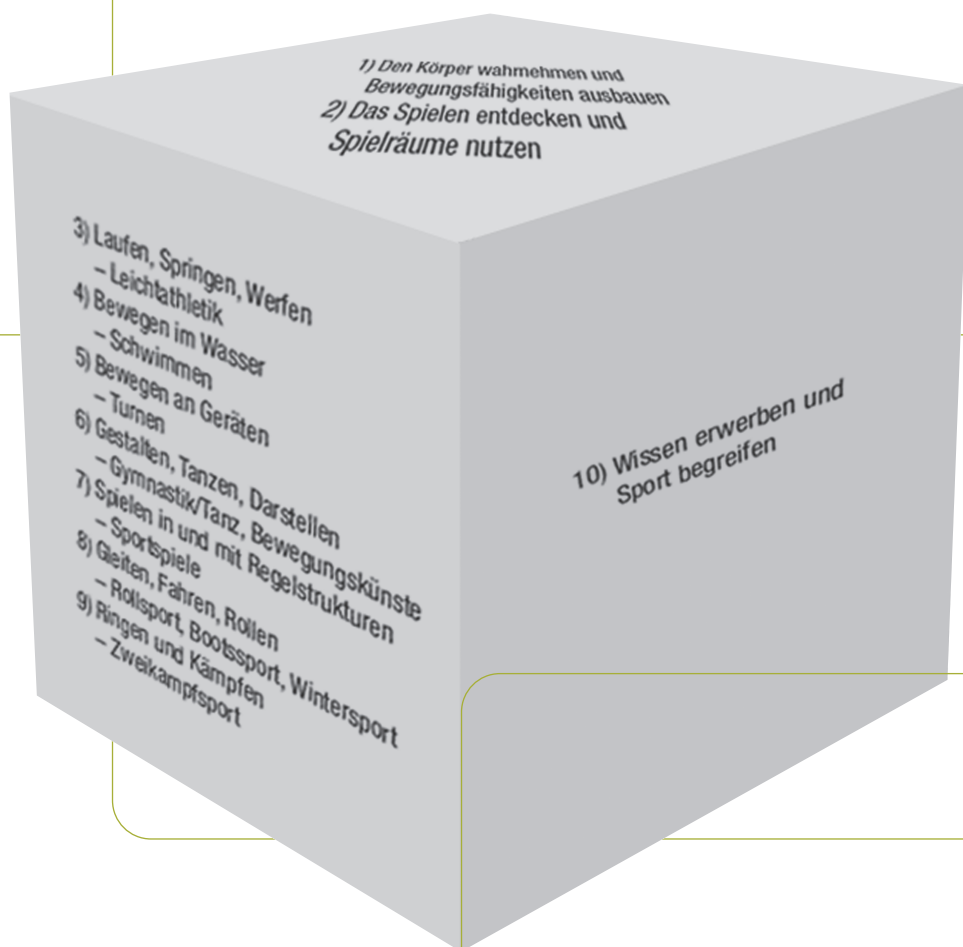 1) Den Körper wahrnehmen und
Bewegungsfähigkeiten ausbauen
2) Das Spielen entdecken und
Spielräume nutzen
3) Laufen, Springen, Werfen
– Leichtathletik
4) Bewegen im Wasser
– Schwimmen
5) Bewegen an Geräten
– Turnen
6) Gestalten, Tanzen, Darstellen
– Gymnastik/Tanz, Bewegungskünste
7) Spielen in und mit Regelstrukturen
– Sportspiele
8) Gleiten, Fahren, Rollen
– Rollsport, Bootssport, Wintersport
9) Ringen und Kämpfen
– Zweikampfsport
10) Wissen erwerben und
Sport begreifen